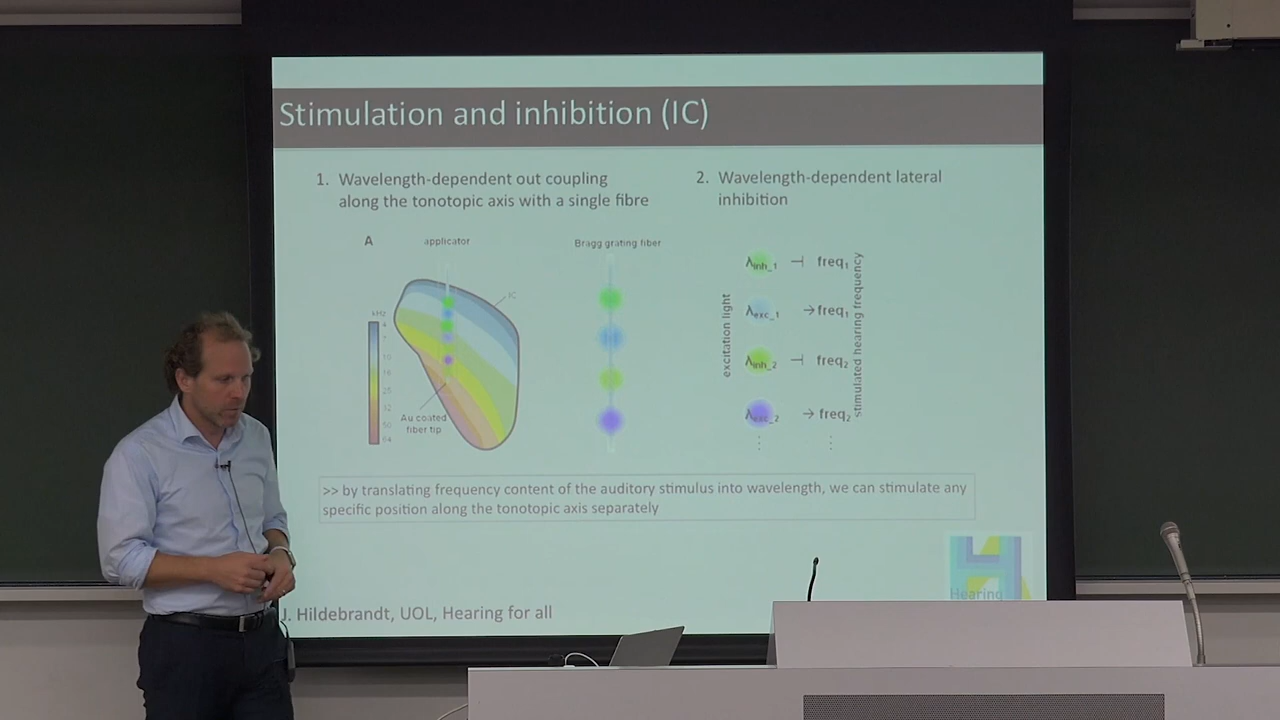 Stimulation and inhibition (IC)
1. Wavelength-dependent out coupling
along the tonotopic axis with a single fibre
2. Wavelength-dependent lateral
inhibition
A
applicator
Bragg grating fiber
IC
kHz
4
Au coated
fiber tip
excitation light
λinh_1 ⊣ freq1
λexc_1 →freq1
λinh_2 ⊣ freq2
λexc_2 → freq2
⋮ ⋮
stimulated hearing frequency
>> by translating frequency content of the auditory stimulus into wavelength, we can stimulate any
specific position along the tonotopic axis separately
J. Hildebrandt, UOL, Hearing for all
H
Hearing